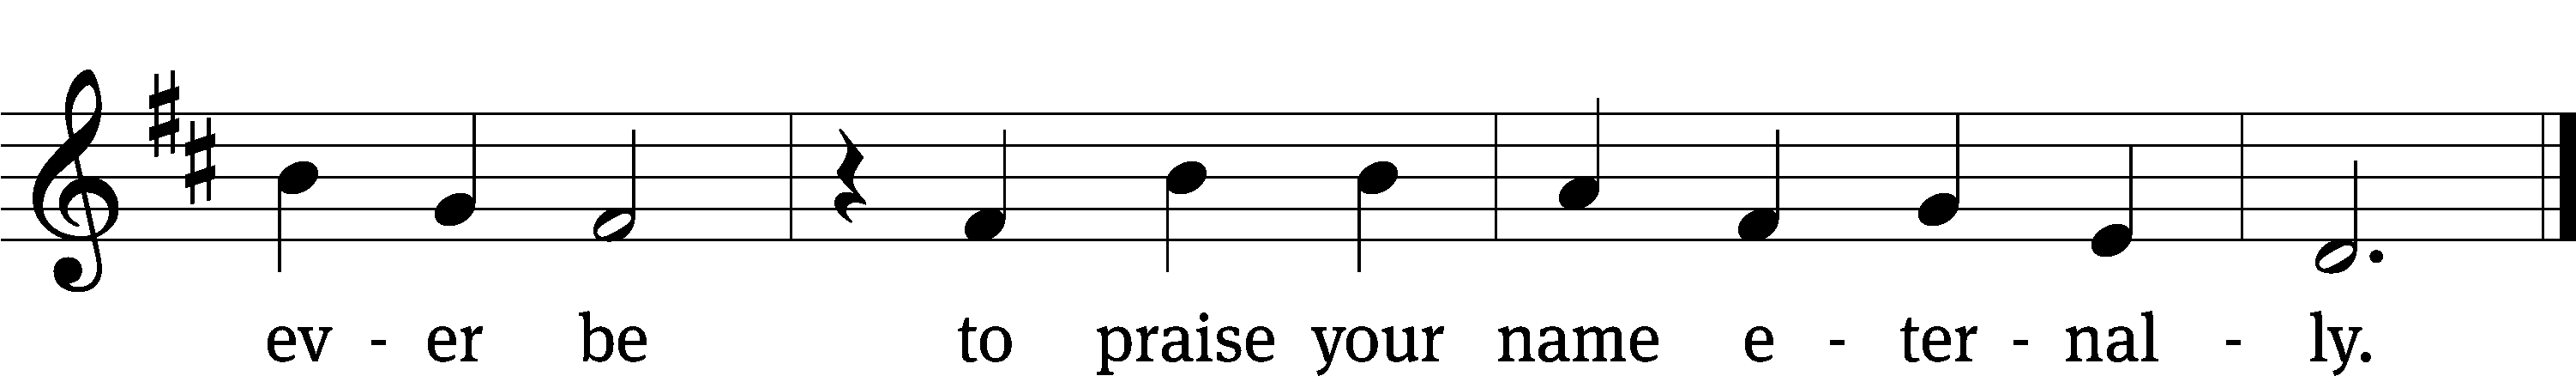 ev - er be to praise your name e - ter - nal - ly.